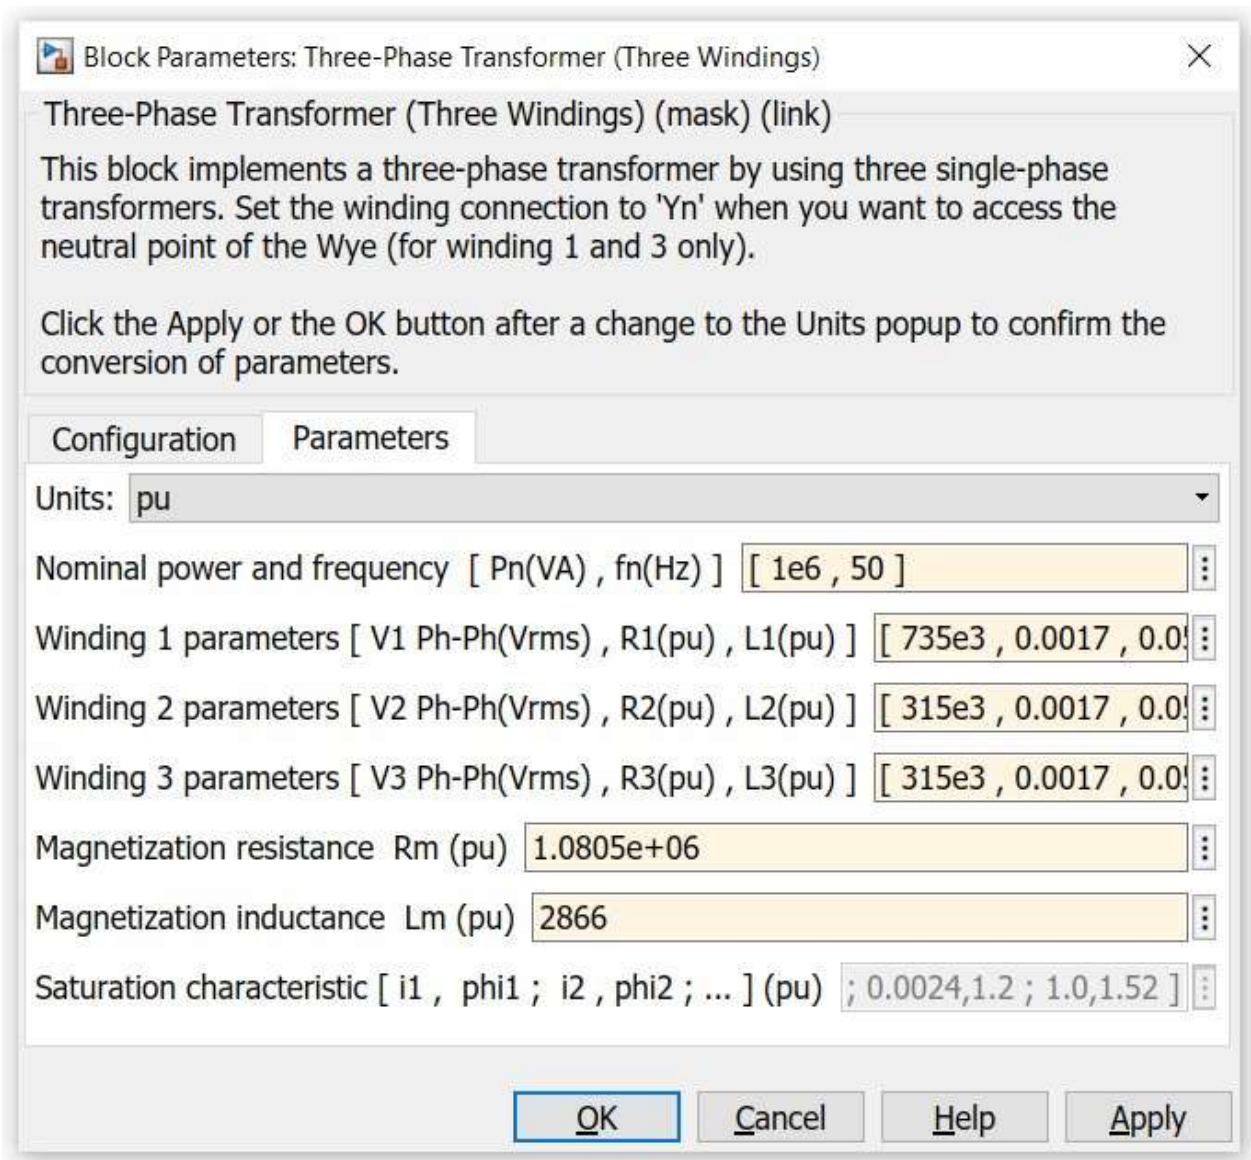 Block Parameters: Three-Phase Transformer (Three Windings)
Three-Phase Transformer (Three Windings) (mask) (link)
This block implements a three-phase transformer by using three single-phase
transformers. Set the winding connection to 'Yn' when you want to access the
neutral point of the Wye (for winding 1 and 3 only).
Click the Apply or the OK button after a change to the Units popup to confirm the
conversion of parameters.
Configuration Parameters
Units: pu
Nominal power and frequency [ Pn(VA) , fn(Hz) ] [ 1e6 , 50 ]
Winding 1 parameters [ V1 Ph-Ph(Vrms) , R1(pu) , L1(pu) ] [ 735e3 , 0.0017 , 0.0
Winding 2 parameters [ V2 Ph-Ph(Vrms) , R2(pu) , L2(pu) ] [ 315e3 , 0.0017 , 0.0
Winding 3 parameters [ V3 Ph-Ph(Vrms) , R3(pu) , L3(pu) ] [ 315e3 , 0.0017 , 0.0
Magnetization resistance Rm (pu) 1.0805e+06
Magnetization inductance Lm (pu) 2866
Saturation characteristic [ i1 , phi1 ; i2 , phi2 ; ... ] (pu) ; 0.0024,1.2 ; 1.0,1.52 ]
OK Cancel Help Apply